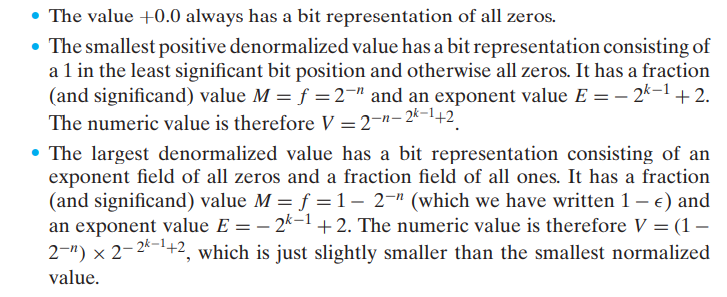 • The value +0.0 always has a bit representation of all zeros.
• The smallest positive denormalized value has a bit representation consisting of
a 1 in the least significant bit position and otherwise all zeros. It has a fraction
(and significand) value M = f = 2⁻ⁿ and an exponent value E = − 2ᵏ⁻¹ + 2.
The numeric value is therefore V = 2^{−n− 2^{k−1}+2}.
• The largest denormalized value has a bit representation consisting of an
exponent field of all zeros and a fraction field of all ones. It has a fraction
(and significand) value M = f = 1 − 2⁻ⁿ (which we have written 1 − ϵ) and
an exponent value E = − 2ᵏ⁻¹ + 2. The numeric value is therefore V = (1 −
2⁻ⁿ) × 2^{− 2^{k−1}+2}, which is just slightly smaller than the smallest normalized
value.